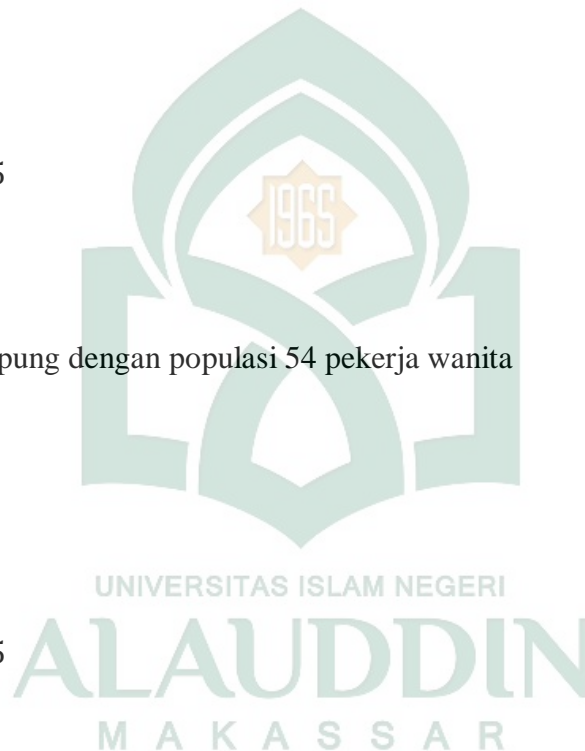 5
1965
pung dengan populasi 54 pekerja wanita
UNIVERSITAS ISLAM NEGERI
5
ALAUDDIN
MAKASSAR